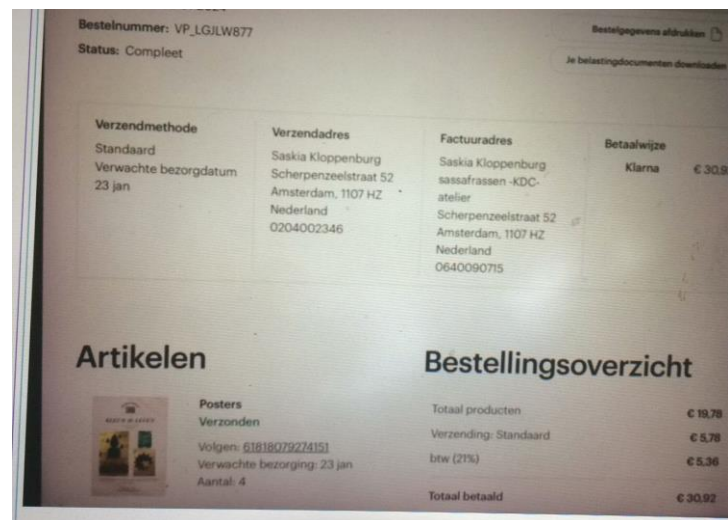 Bestelnummer: VP_LGJLW877
Status: Compleet
Bestelgegevens afdrukken
Je belastingdocumenten downloaden
Verzendmethode
Standaard
Verwachte bezorgdatum
23 jan
Verzendadres
Saskia Kloppenburg
Scherpenzeelstraat 52
Amsterdam, 1107 HZ
Nederland
0204002346
Factuuradres
Saskia Kloppenburg
sassafrassen -KDC-
atelier
Scherpenzeelstraat 52
Amsterdam, 1107 HZ
Nederland
0640090715
Betaalwijze
Klarna € 30,9
Artikelen
Posters
Verzonden
Volgen: 61818079274151
Verwachte bezorging: 23 jan
Aantal: 4
Bestellingsoverzicht
Totaal producten € 19,78
Verzending: Standaard € 5,78
btw (21%) € 5,36
Totaal betaald € 30,92